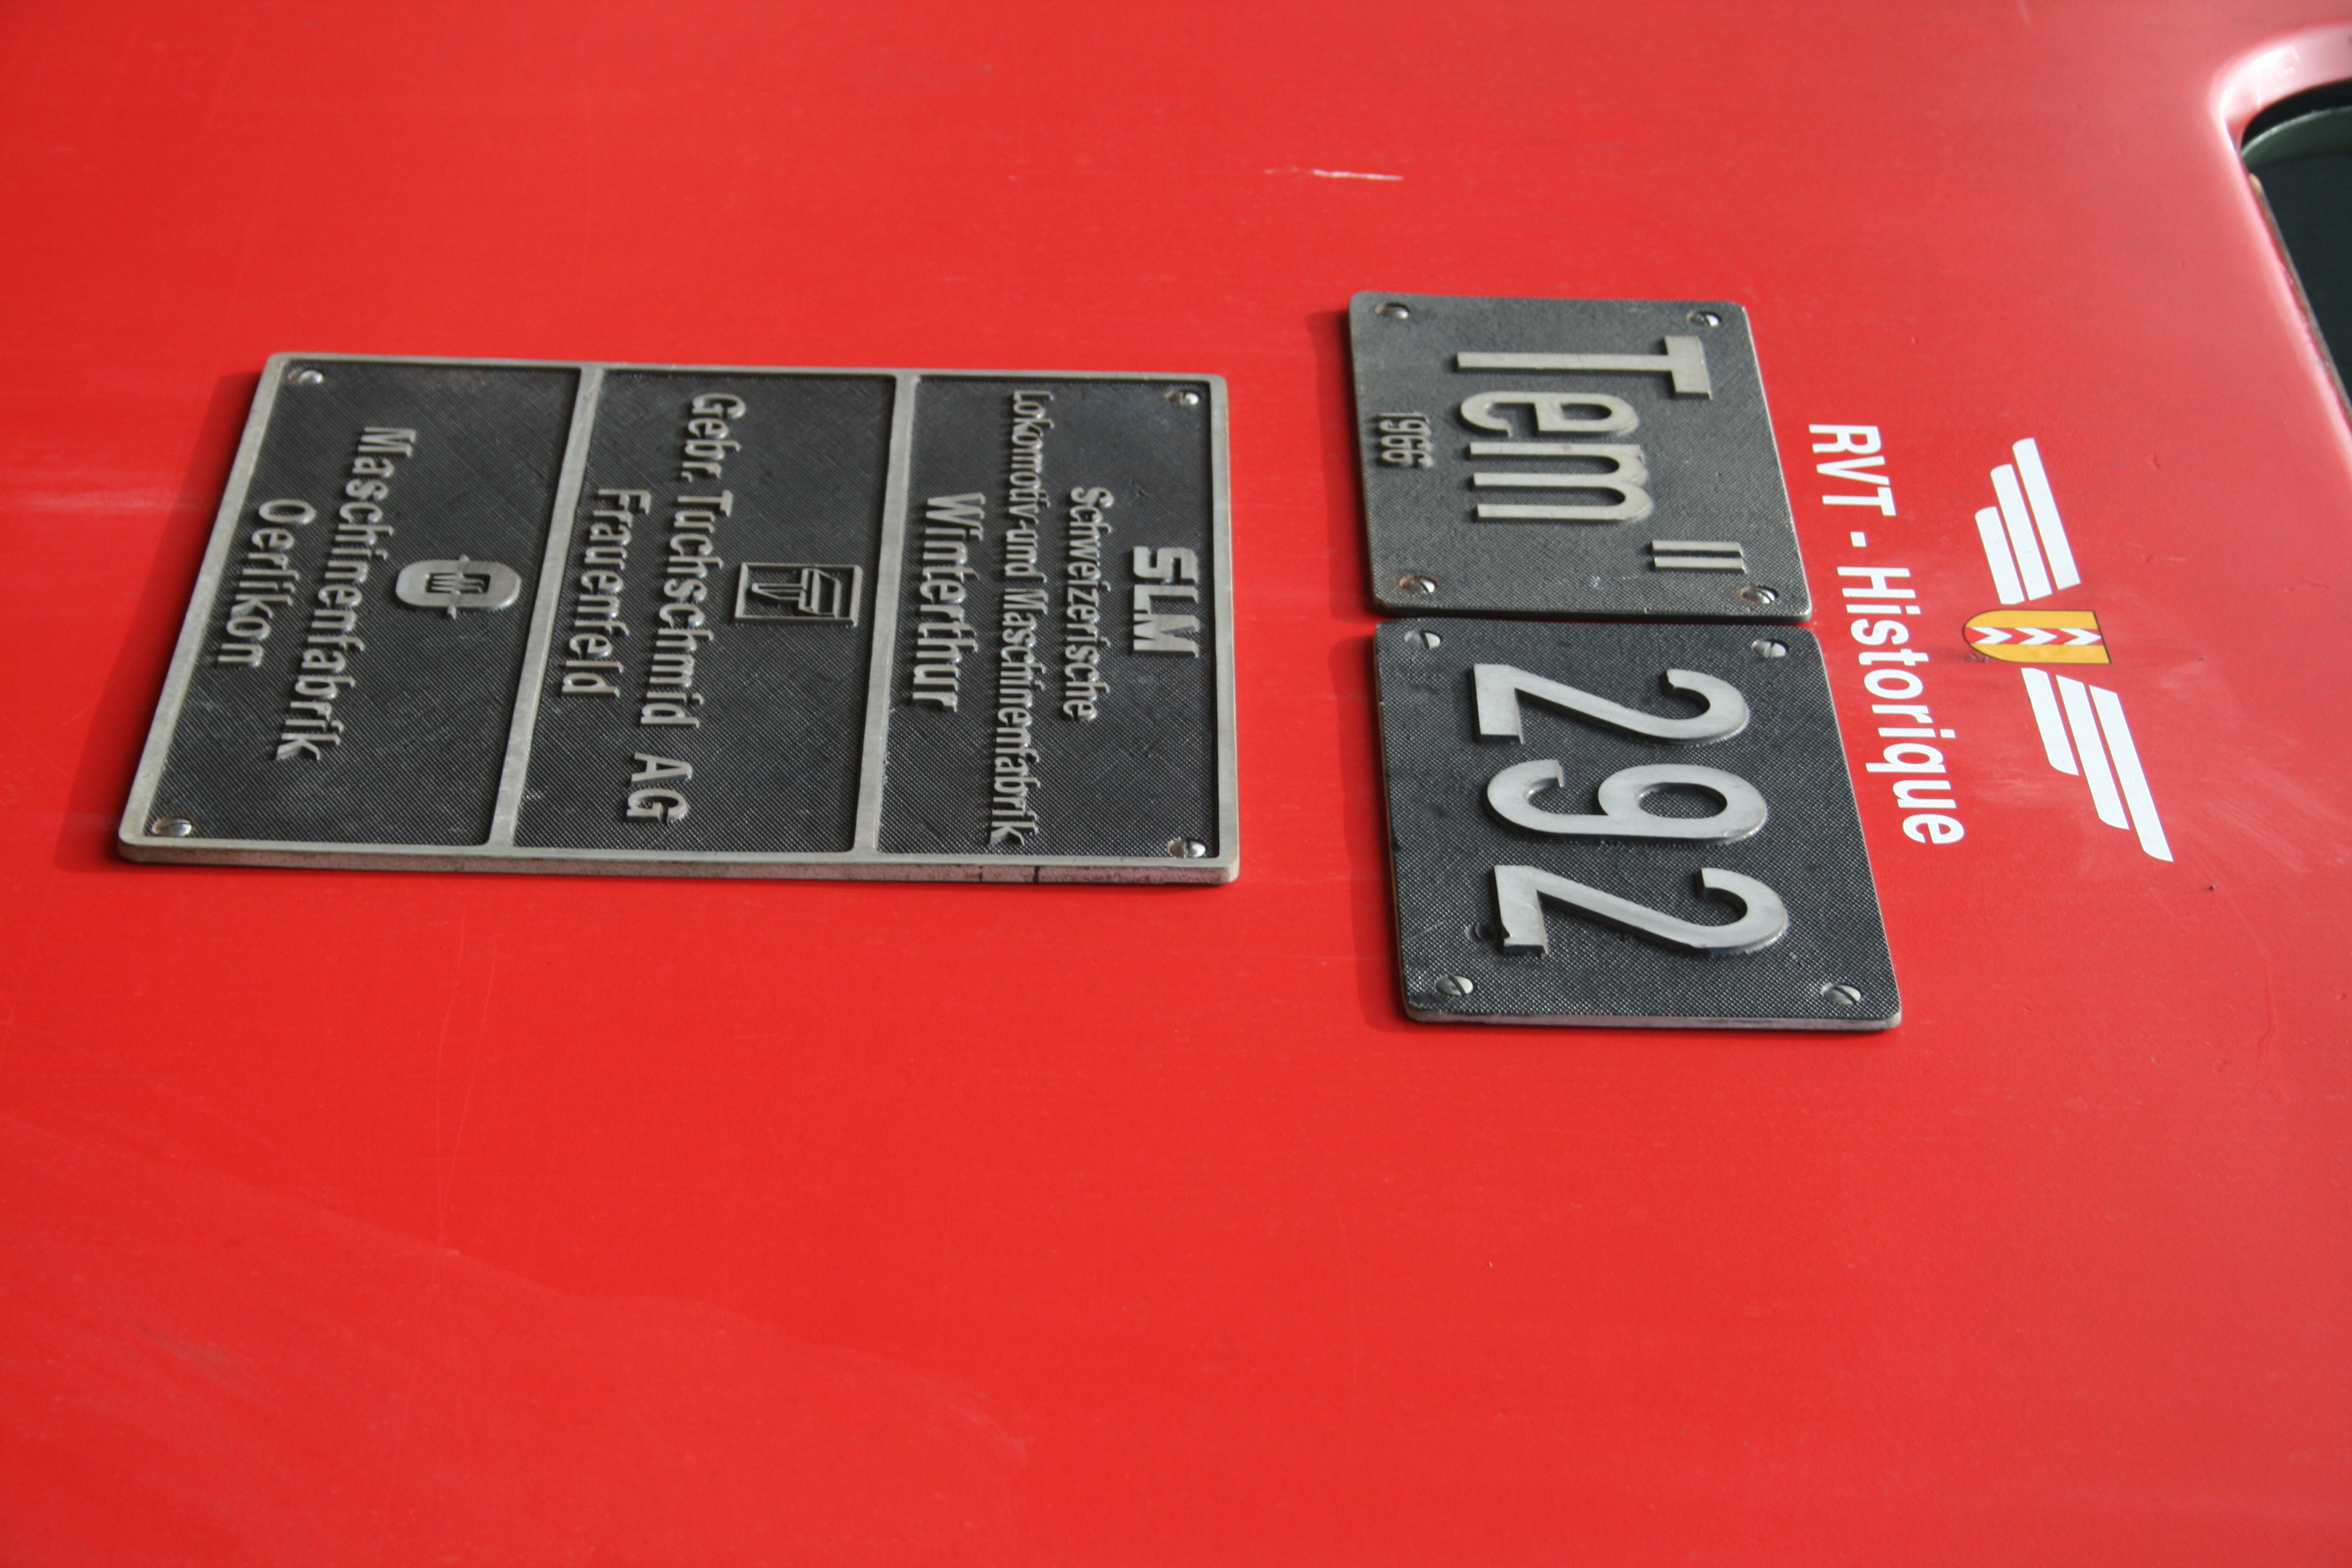 RVT - Historique
Tem II
1966
292
SLM
Schweizerische
Lokomotiv-und Maschinenfabrik
Winterthur
Gebr. Tuchschmid AG
Frauenfeld
Maschinenfabrik
Oerlikon